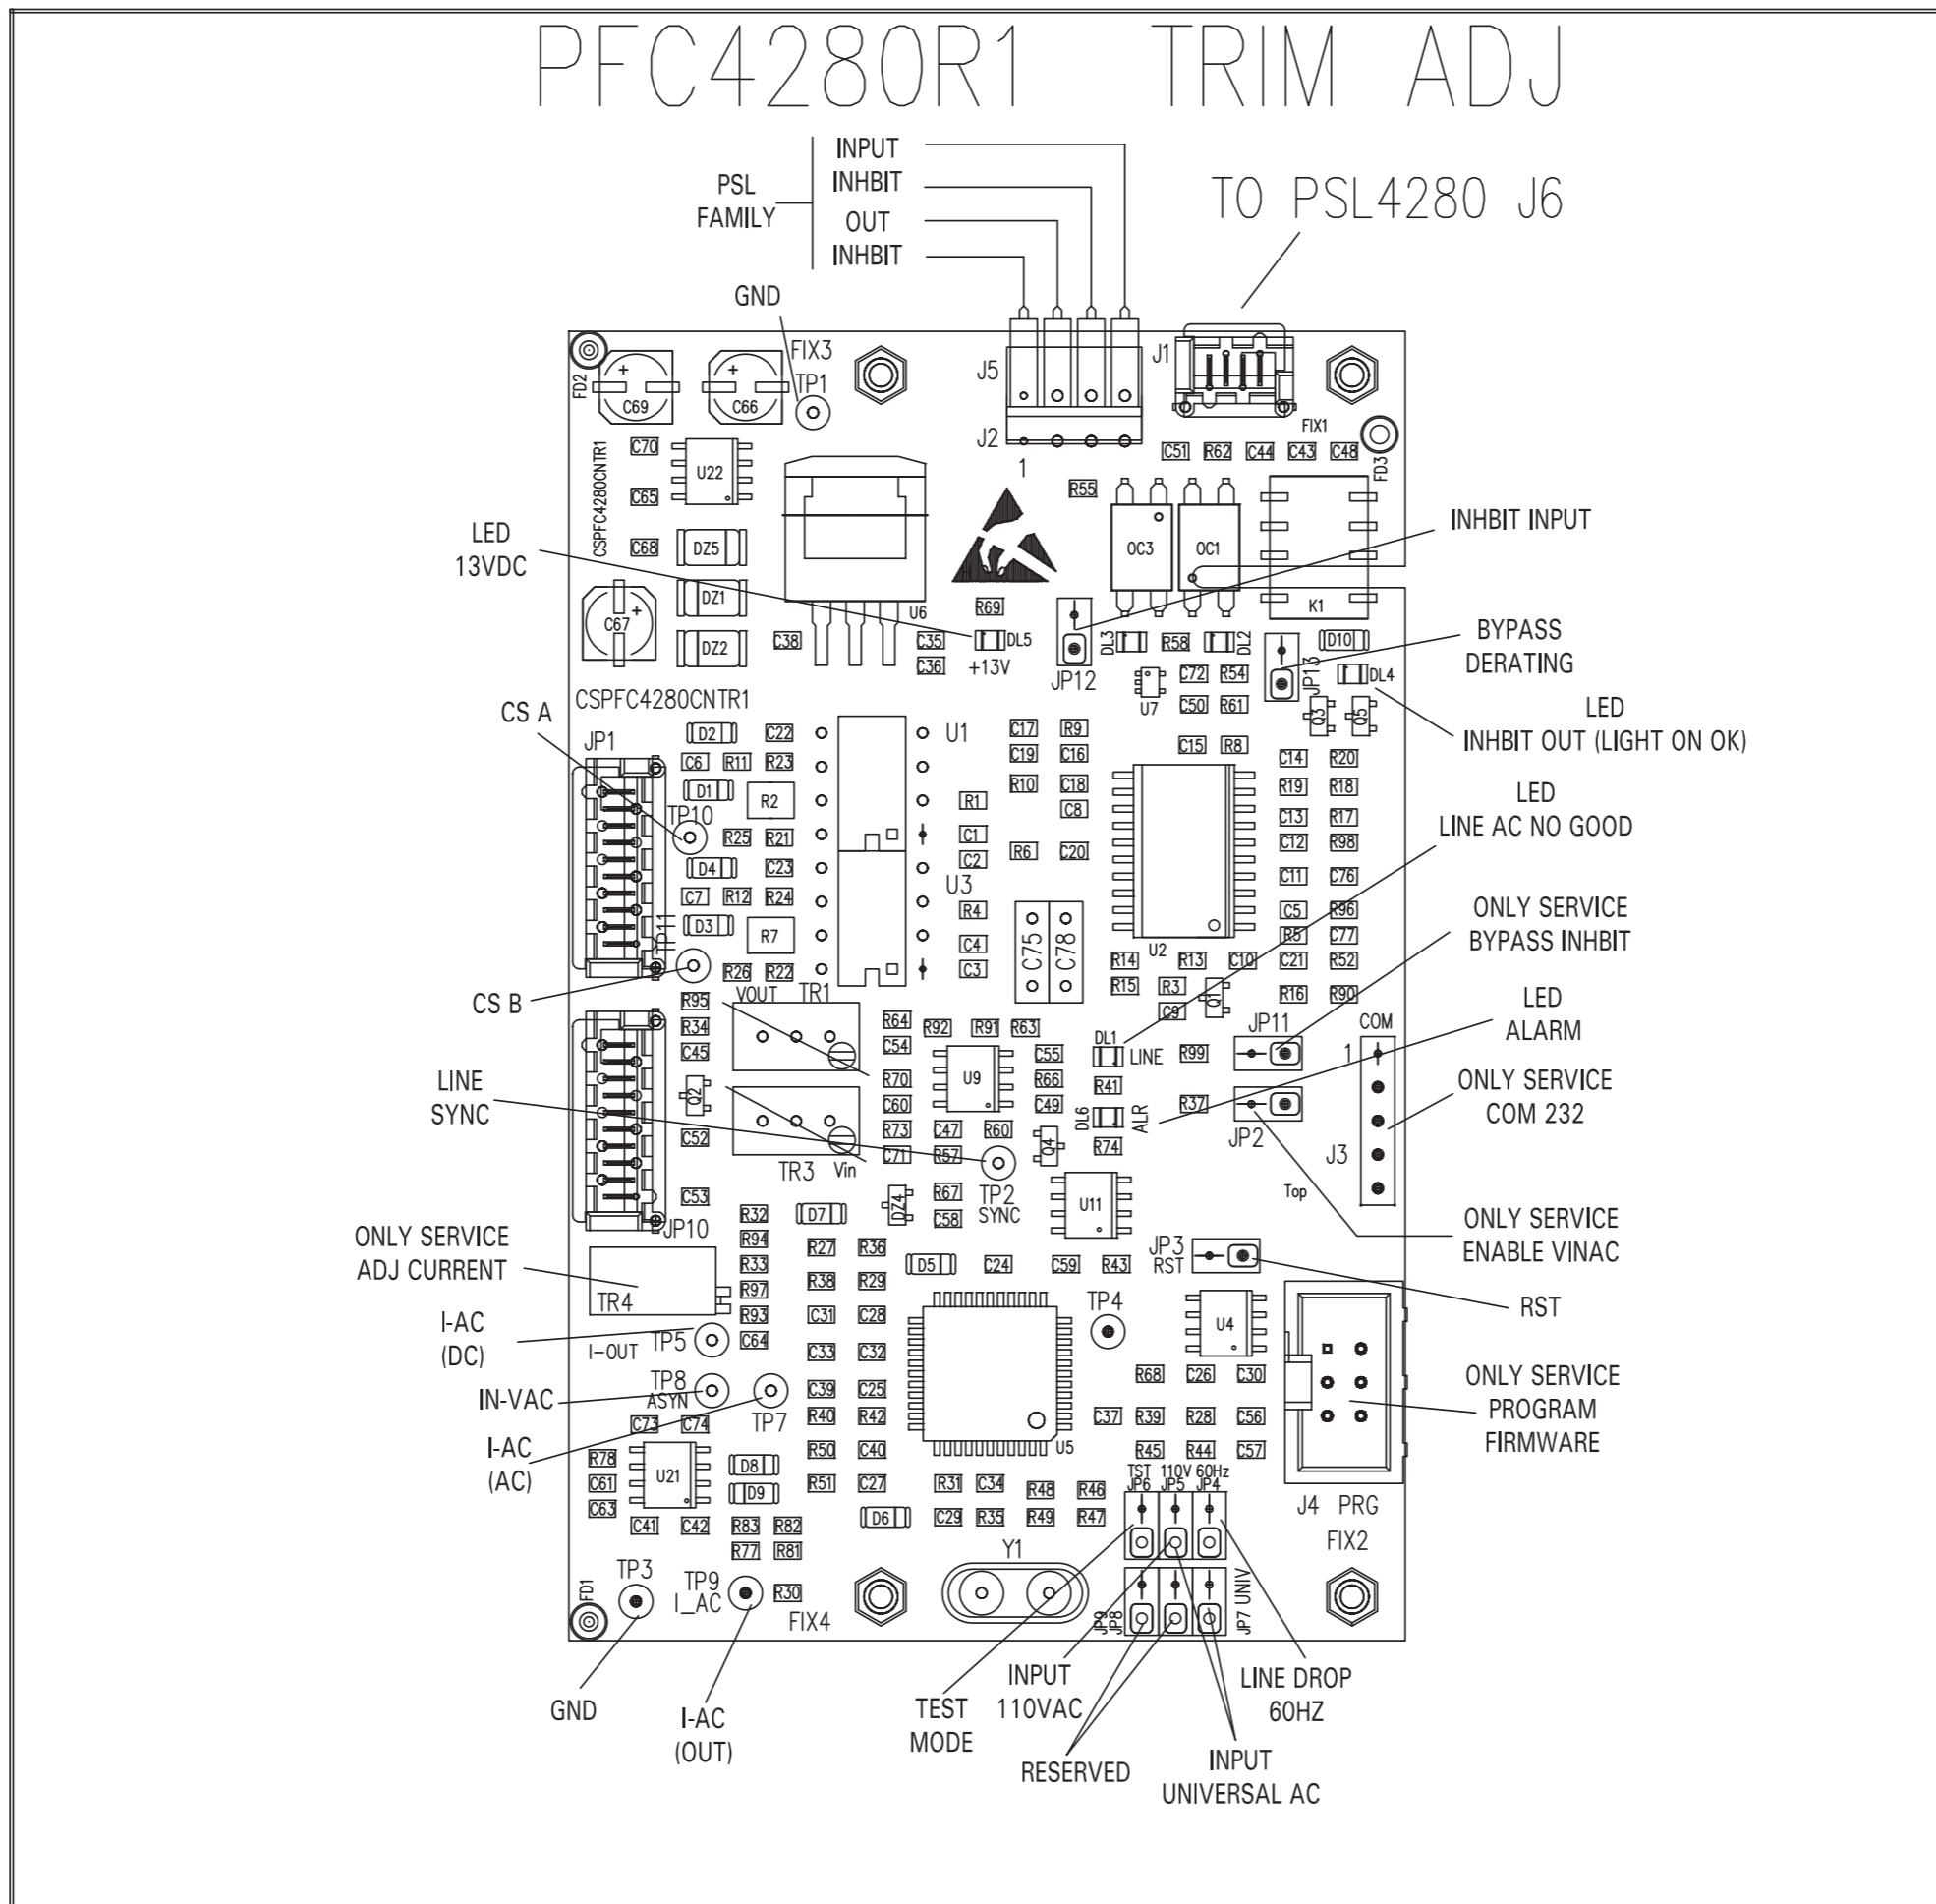 PFC4280R1 TRIM ADJ
PSL
FAMILY
INPUT
INHBIT
OUT
INHBIT
TO PSL4280 J6
GND
FIX3
TP1
J5
J2
1
J1
FIX1
FD2
C69
C66
FD3
C70
U22
C65
CSPFC4280CNTR1
C68
DZ5
DZ1
DZ2
C67
C51 R62 C44 C43 C48
R55
OC3
OC1
K1
INHBIT INPUT
LED
13VDC
U6
R69
C38
C35
DL5
C36
+13V
JP12
DL3
R58
DL2
JP13
D10
DL4
BYPASS
DERATING
U7
C72 R54
C50 R61
Q3
Q5
LED
INHBIT OUT (LIGHT ON OK)
CSPFC4280CNTR1
CS A
JP1
D2 C22
U1
C17 R9
C6 R11 R23
C19 C16
C15 R8
C14 R20
D1
R2
R10 C18
R19 R18
TP10
R1
C8
C13 R17
LED
LINE AC NO GOOD
R25 R21
C1
C12 R98
R6 C20
D4 C23
C2
C11 C76
U3
C7 R12 R24
R4
C5 R96
D3
R7
C4
C75
C78
U2
R5 C77
ONLY SERVICE
BYPASS INHBIT
TP11
R26 R22
C3
R14 R13 C10 C21 R52
CS B
R15 R3
Q1
R16 R90
C9
R95
VOUT TR1
R64
R92 R91 R63
DL1
JP11
COM
LED
ALARM
R34
C54
C55
LINE
R99
1
C45
U9
R70
R66
R41
ONLY SERVICE
COM 232
LINE
SYNC
Q2
C60
C49
DL6
ALR
R37
R73 C47 R60
Q4
JP2
C52
C71 R57
R74
J3
TR3 Vin
TP2
SYNC
C53
DZ4
R67
C58
U11
Top
JP10
R32
D7
ONLY SERVICE
ENABLE VINAC
R94
R27 R36
ONLY SERVICE
ADJ CURRENT
R33
D5 C24 C59 R43
JP3
RST
RST
TR4
R97
R38 R29
R93
C31 C28
TP4
U4
I-AC
(DC)
I-OUT
TP5
C64
C33 C32
R68 C26 C30
IN-VAC
TP8
ASYN
TP7
C39 C25
ONLY SERVICE
PROGRAM
FIRMWARE
C73 C74
R40 R42
U5
C37 R39 R28 C56
I-AC
(AC)
R78
U21
R50 C40
R45 R44 C57
D8
C61
R51 C27
R31 C34
TST 110V 60Hz
JP6 JP5 JP4
D9
R48 R46
J4 PRG
C63
C41 C42
R83 R82
D6
C29 R35 R49 R47
FIX2
R77 R81
Y1
TP3
TP9
I_AC
R30
FD1
FIX4
JP9
JP8
JP7 UNIV
GND
I-AC
(OUT)
TEST
MODE
INPUT
110VAC
RESERVED
LINE DROP
60HZ
INPUT
UNIVERSAL AC